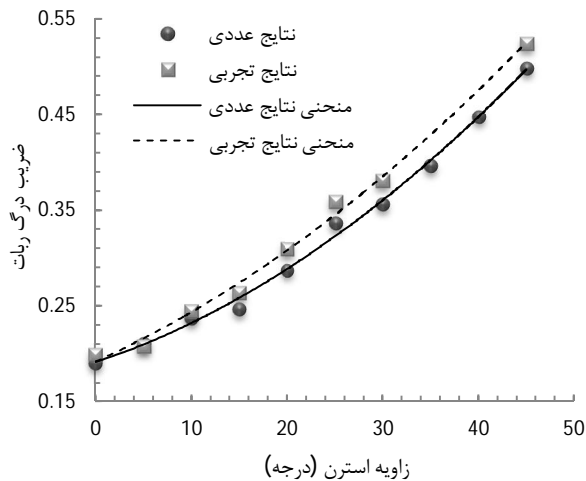 نتایج عددی
نتایج تجربی
منحنی نتایج عددی
منحنی نتایج تجربی
ضریب درگ ربات
0.55
0.45
0.35
0.25
0.15
0 10 20 30 40 50
زاویه استرن (درجه)